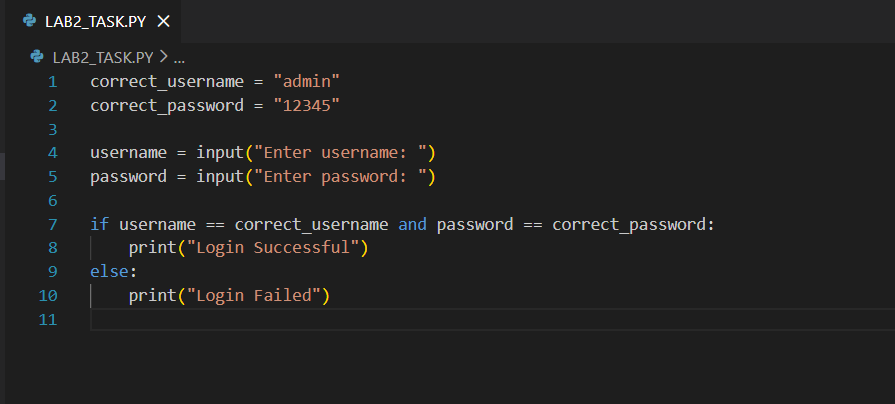 LAB2_TASK.PY
LAB2_TASK.PY > ...
1 correct_username = "admin"
2 correct_password = "12345"
3
4 username = input("Enter username: ")
5 password = input("Enter password: ")
6
7 if username == correct_username and password == correct_password:
8     print("Login Successful")
9 else:
10     print("Login Failed")
11